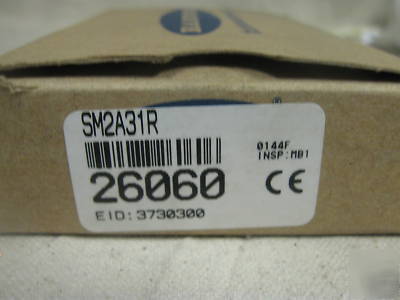 SM2A31R
0144F
INSP:MB1
26060
CE
EID:3730300